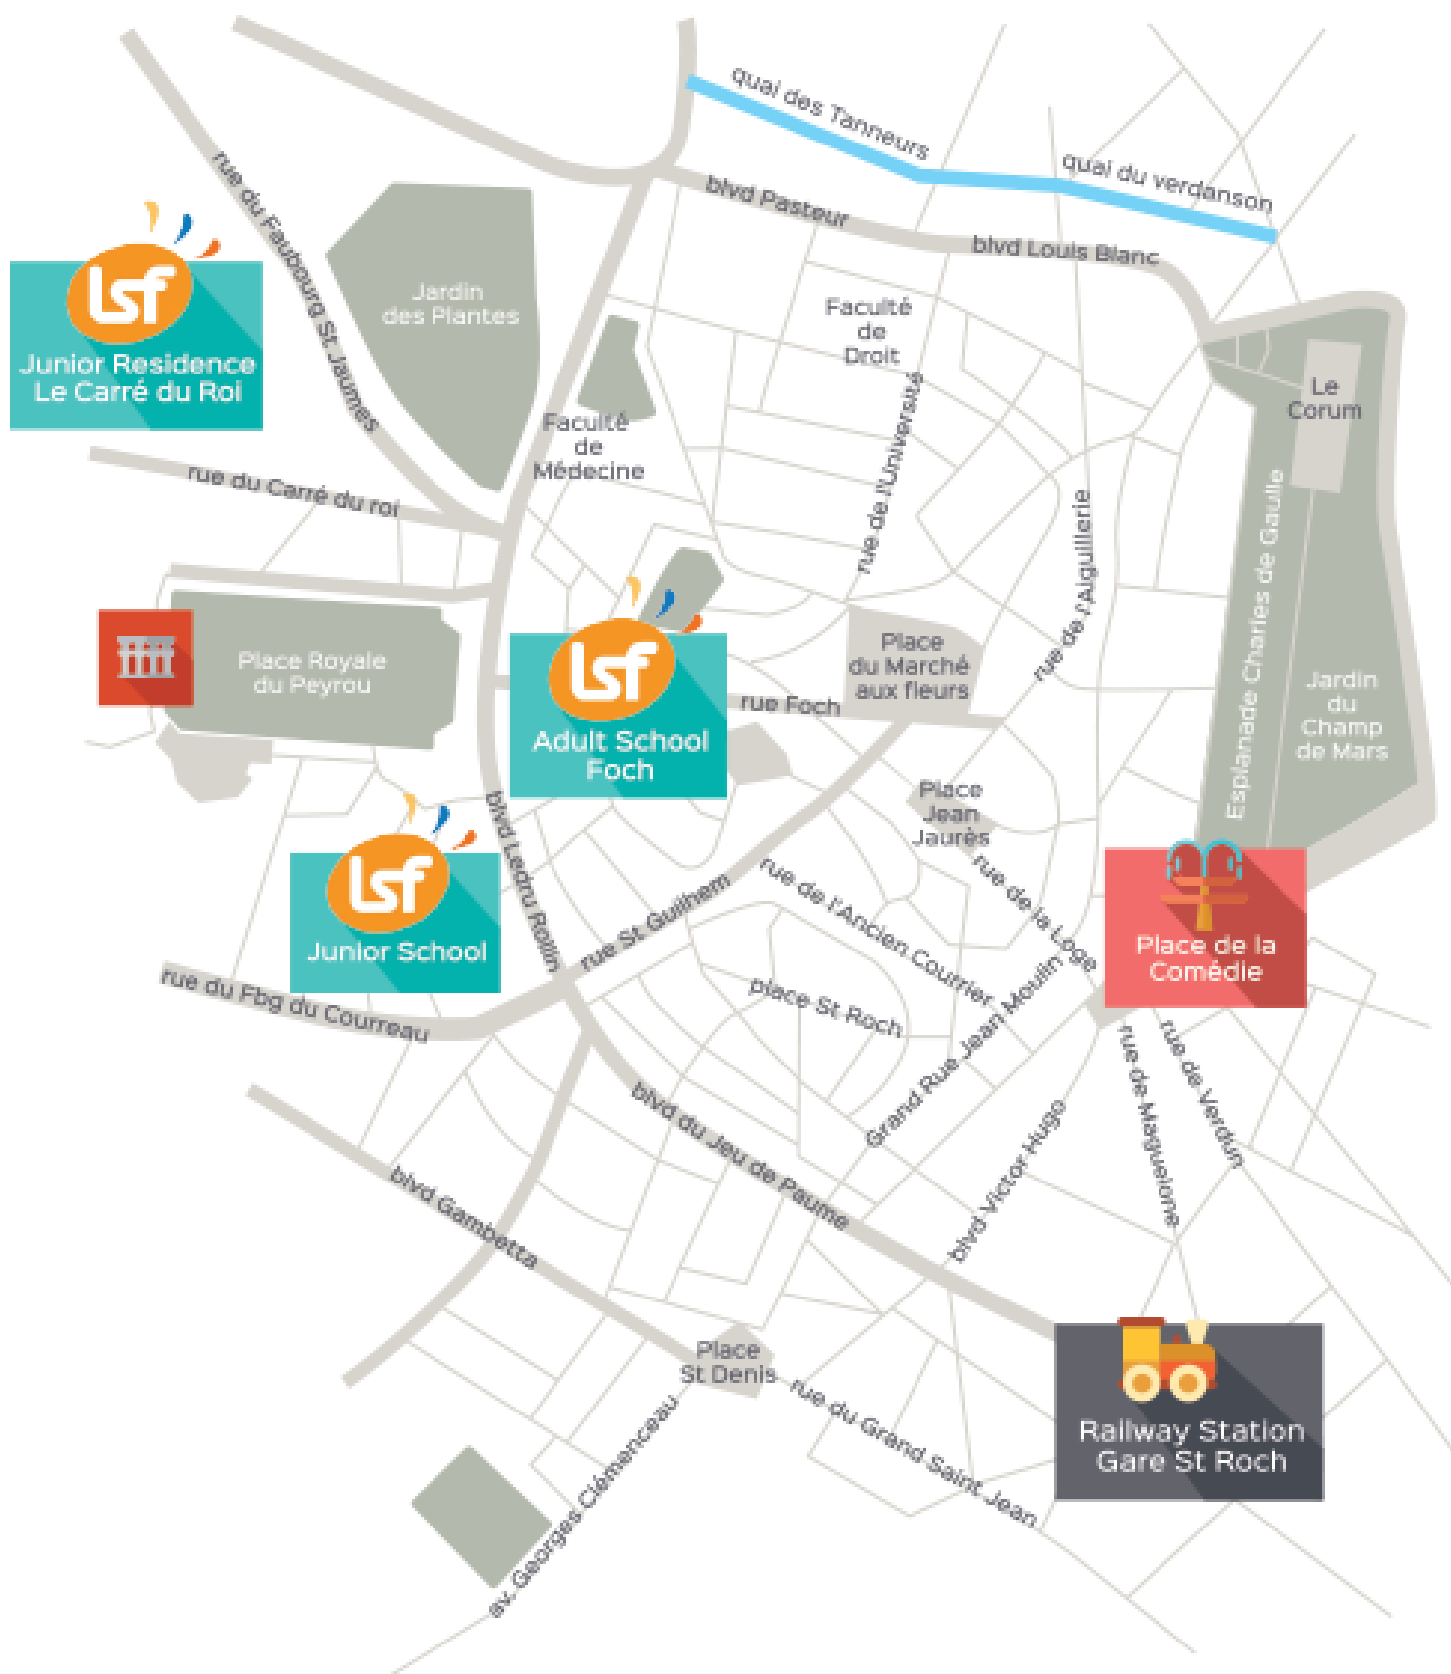 quai des Tanneurs
quai du verdanson
blvd Pasteur
blvd Louis Blanc
rue du Faubourg St Jaumes
lsf
Junior Residence
Le Carré du Roi
Jardin
des Plantes
Faculté
de
Droit
Faculté
de
Médecine
rue de l'Université
Le
Corum
rue du Carré du roi
rue de l'Aiguillerie
Esplanade Charles de Gaulle
Place Royale
du Peyrou
lsf
Adult School
Foch
Place
du Marché
aux fleurs
rue Foch
Jardin
du
Champ
de Mars
Place
Jean
Jaurès
blvd Ledru Rollin
lsf
Junior School
rue St Guilhem
rue de l'Ancien Courrier
rue de la Loge
Place de la
Comédie
rue du Fbg du Courreau
place St Roch
Grand Rue Jean Moulin
rue de Maguelone
rue de Verdun
blvd du Jeu de Paume
blvd Victor Hugo
blvd Gambetta
Place
St Denis
rue du Grand Saint Jean
av. Georges Clémenceau
Railway Station
Gare St Roch